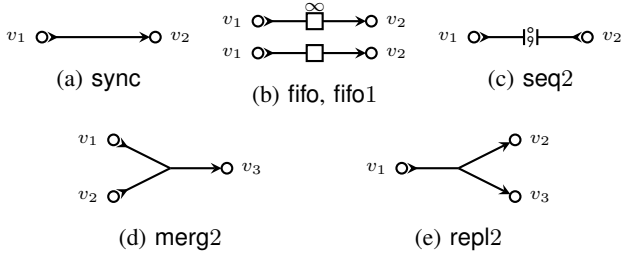 ∞
v₁ v₂ v₁ v₂ v₁ v₂
v₁ v₂
(a) sync (b) fifo, fifo1 (c) seq2
v₁ v₂
v₃ v₁
v₂ v₃
(d) merg2 (e) repl2